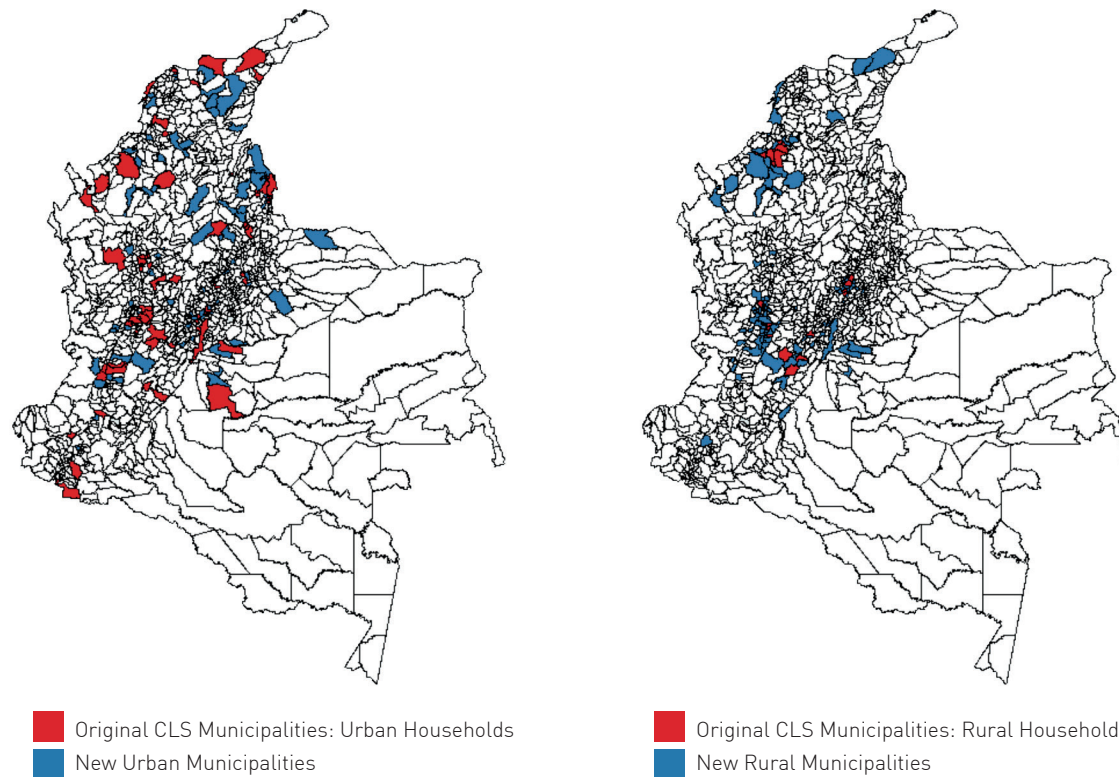 Original CLS Municipalities: Urban Households
New Urban Municipalities
Original CLS Municipalities: Rural Household
New Rural Municipalities